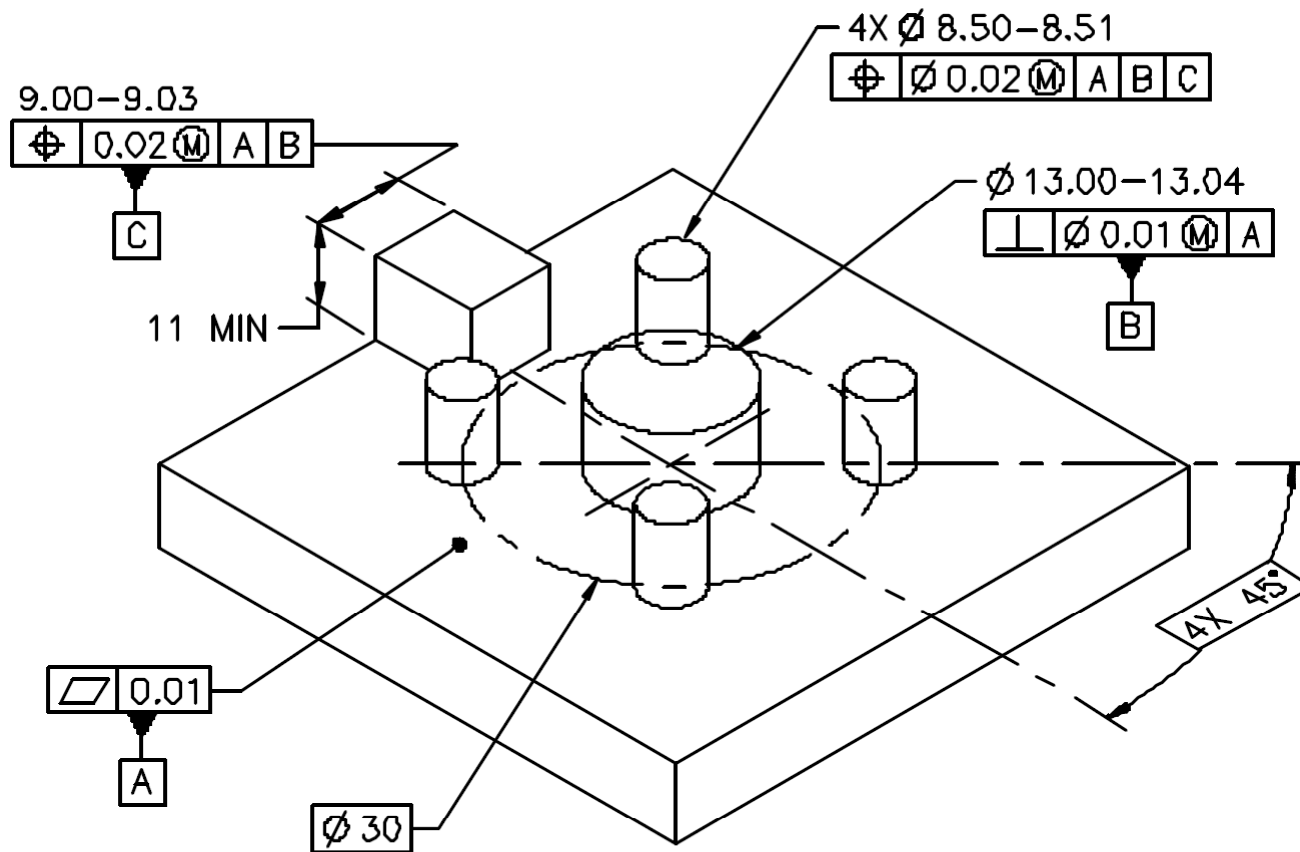 4X Ø 8.50-8.51
⌖ Ø 0.02 Ⓜ A B C
9.00-9.03
⌖ 0.02 Ⓜ A B
C
Ø 13.00-13.04
⊥ Ø 0.01 Ⓜ A
B
11 MIN
4X 45°
⏥ 0.01
A
Ø 30